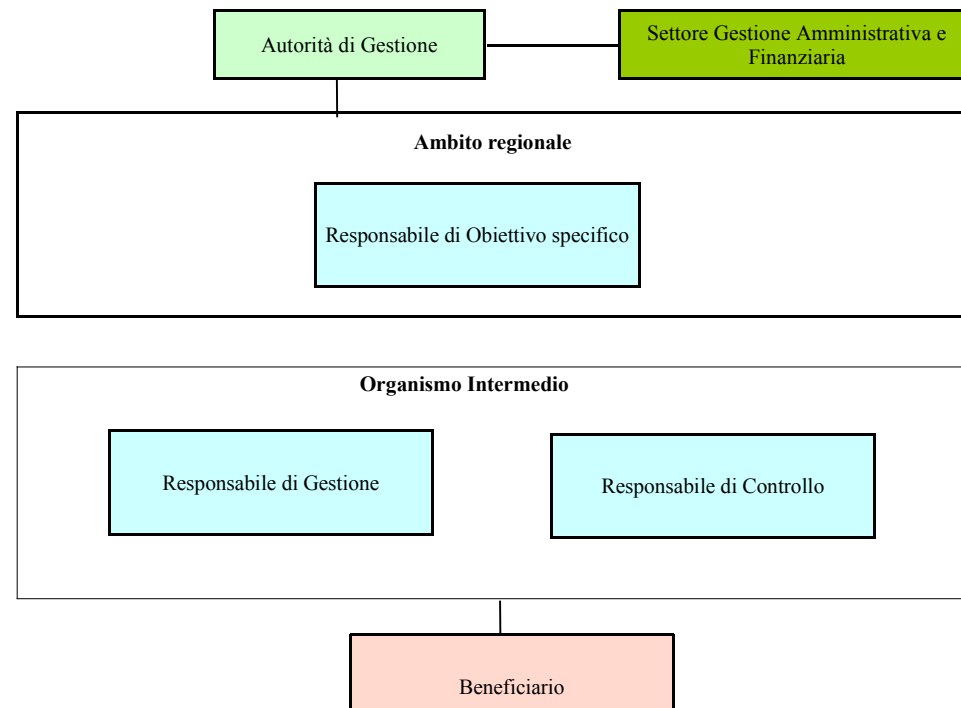 Autorità di Gestione
Settore Gestione Amministrativa e
Finanziaria
Ambito regionale
Responsabile di Obiettivo specifico
Organismo Intermedio
Responsabile di Gestione
Responsabile di Controllo
Beneficiario